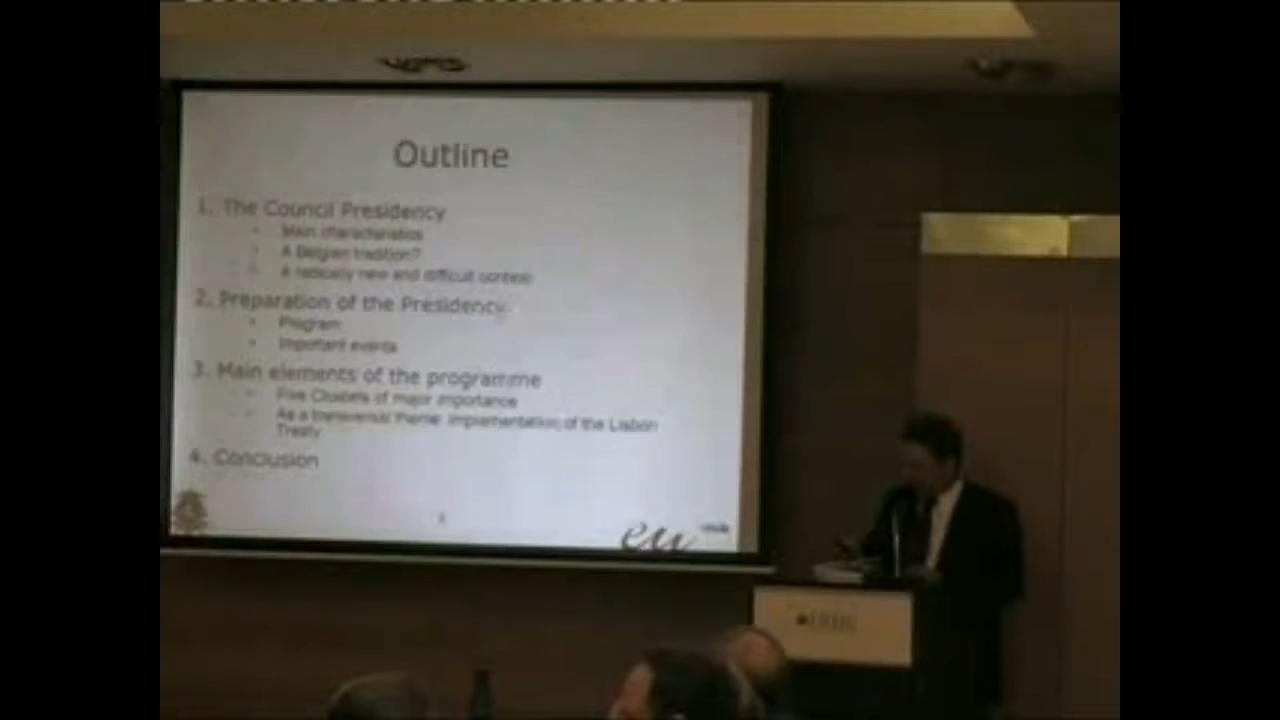 Outline
1. The Council Presidency
Main characteristics
A Belgian tradition?
A radically new and difficult context
2. Preparation of the Presidency
Program
Important events
3. Main elements of the programme
Five Clusters of major importance
As a transversal theme: implementation of the Lisbon
Treaty
4. Conclusion
eu